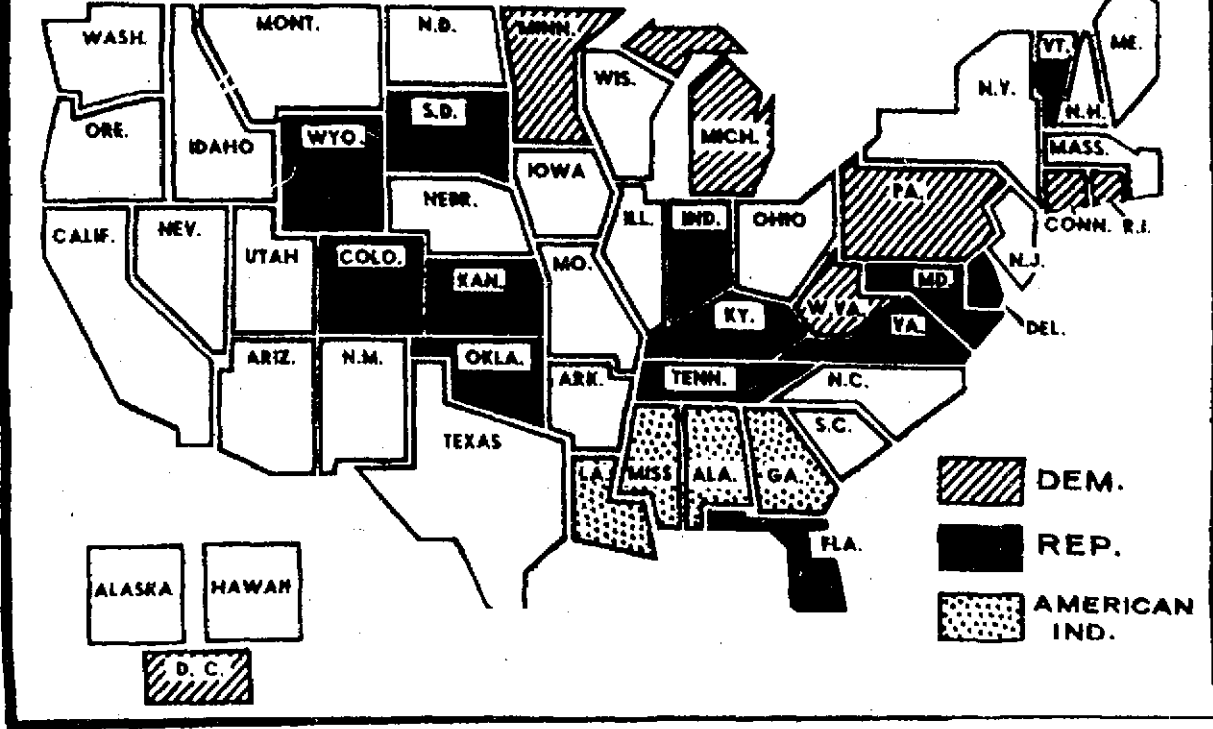 WASH.
MONT.
N.D.
MINN.
VT.
ME.
ORE.
IDAHO
WYO.
S.D.
WIS.
MICH.
N.Y.
N.H.
MASS.
IOWA
NEBR.
PA.
CONN.
R.I.
CALIF.
NEV.
UTAH
COLO.
KAN.
MO.
ILL.
IND.
OHIO
N.J.
MD.
W.VA.
VA.
DEL.
KY.
ARIZ.
N.M.
OKLA.
ARK.
TENN.
N.C.
S.C.
TEXAS
LA.
MISS
ALA.
GA.
FLA.
ALASKA
HAWAII
D. C.
DEM.
REP.
AMERICAN
IND.